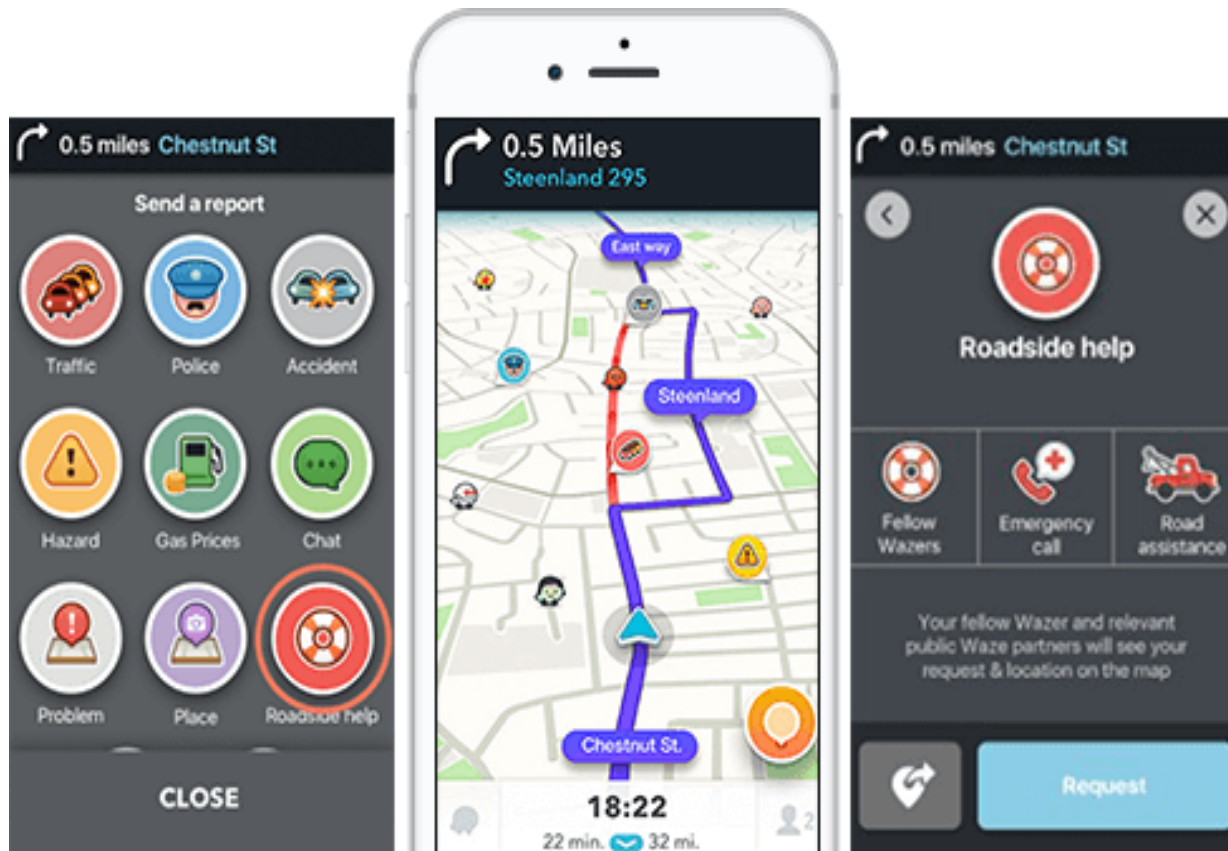 0.5 miles Chestnut St
Send a report
Traffic
Police
Accident
Hazard
Gas Prices
Chat
Problem
Place
Roadside help
CLOSE
0.5 Miles
Steenland 295
East way
Steenland
Chestnut St.
18:22
22 min. 32 mi.
2
0.5 miles Chestnut St
Roadside help
Fellow
Wazers
Emergency
call
Road
assistance
Your fellow Wazer and relevant
public Waze partners will see your
request & location on the map
Request